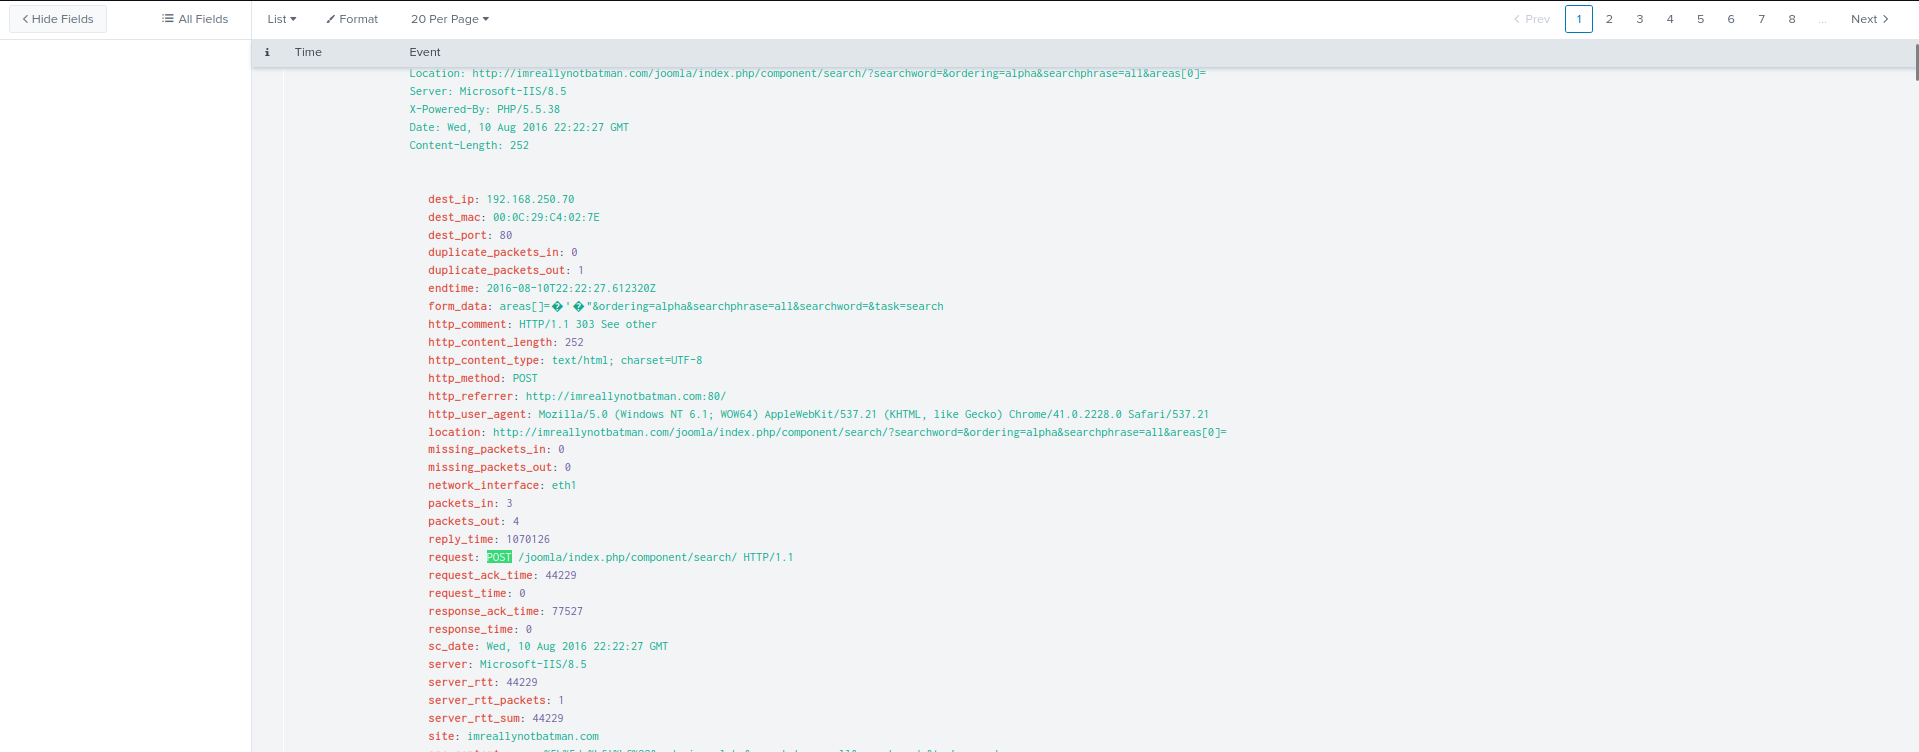 Hide Fields
All Fields
List
Format
20 Per Page
Prev 1 2 3 4 5 6 7 8 ... Next
i Time Event
Location: http://imreallynotbatman.com/joomla/index.php/component/search/?searchword=&ordering=alpha&searchphrase=all&areas[0]=
Server: Microsoft-IIS/8.5
X-Powered-By: PHP/5.5.38
Date: Wed, 10 Aug 2016 22:22:27 GMT
Content-Length: 252
dest_ip: 192.168.250.70
dest_mac: 00:0C:29:C4:02:7E
dest_port: 80
duplicate_packets_in: 0
duplicate_packets_out: 1
endtime: 2016-08-10T22:22:27.612320Z
form_data: areas[]=�'�"&ordering=alpha&searchphrase=all&searchword=&task=search
http_comment: HTTP/1.1 303 See other
http_content_length: 252
http_content_type: text/html; charset=UTF-8
http_method: POST
http_referrer: http://imreallynotbatman.com:80/
http_user_agent: Mozilla/5.0 (Windows NT 6.1; WOW64) AppleWebKit/537.21 (KHTML, like Gecko) Chrome/41.0.2228.0 Safari/537.21
location: http://imreallynotbatman.com/joomla/index.php/component/search/?searchword=&ordering=alpha&searchphrase=all&areas[0]=
missing_packets_in: 0
missing_packets_out: 0
network_interface: eth1
packets_in: 3
packets_out: 4
reply_time: 1070126
request: POST /joomla/index.php/component/search/ HTTP/1.1
request_ack_time: 44229
request_time: 0
response_ack_time: 77527
response_time: 0
sc_date: Wed, 10 Aug 2016 22:22:27 GMT
server: Microsoft-IIS/8.5
server_rtt: 44229
server_rtt_packets: 1
server_rtt_sum: 44229
site: imreallynotbatman.com